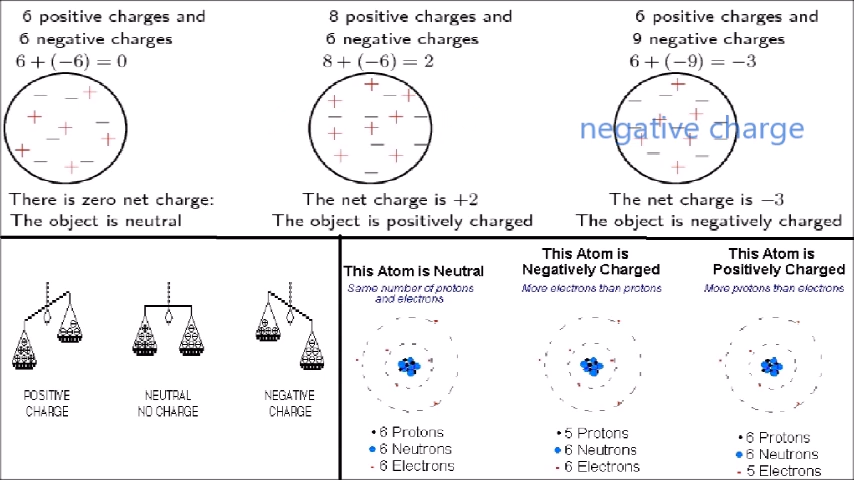 6 positive charges and
6 negative charges
6 + (−6) = 0
There is zero net charge:
The object is neutral
8 positive charges and
6 negative charges
8 + (−6) = 2
The net charge is +2
The object is positively charged
6 positive charges and
9 negative charges
6 + (−9) = −3
negative charge
The net charge is −3
The object is negatively charged
POSITIVE
CHARGE
NEUTRAL
NO CHARGE
NEGATIVE
CHARGE
This Atom is Neutral
Same number of protons
and electrons
• 6 Protons
• 6 Neutrons
- 6 Electrons
This Atom is
Negatively Charged
More electrons than protons
• 5 Protons
• 6 Neutrons
- 6 Electrons
This Atom is
Positively Charged
More protons than electrons
• 6 Protons
• 6 Neutrons
- 5 Electrons